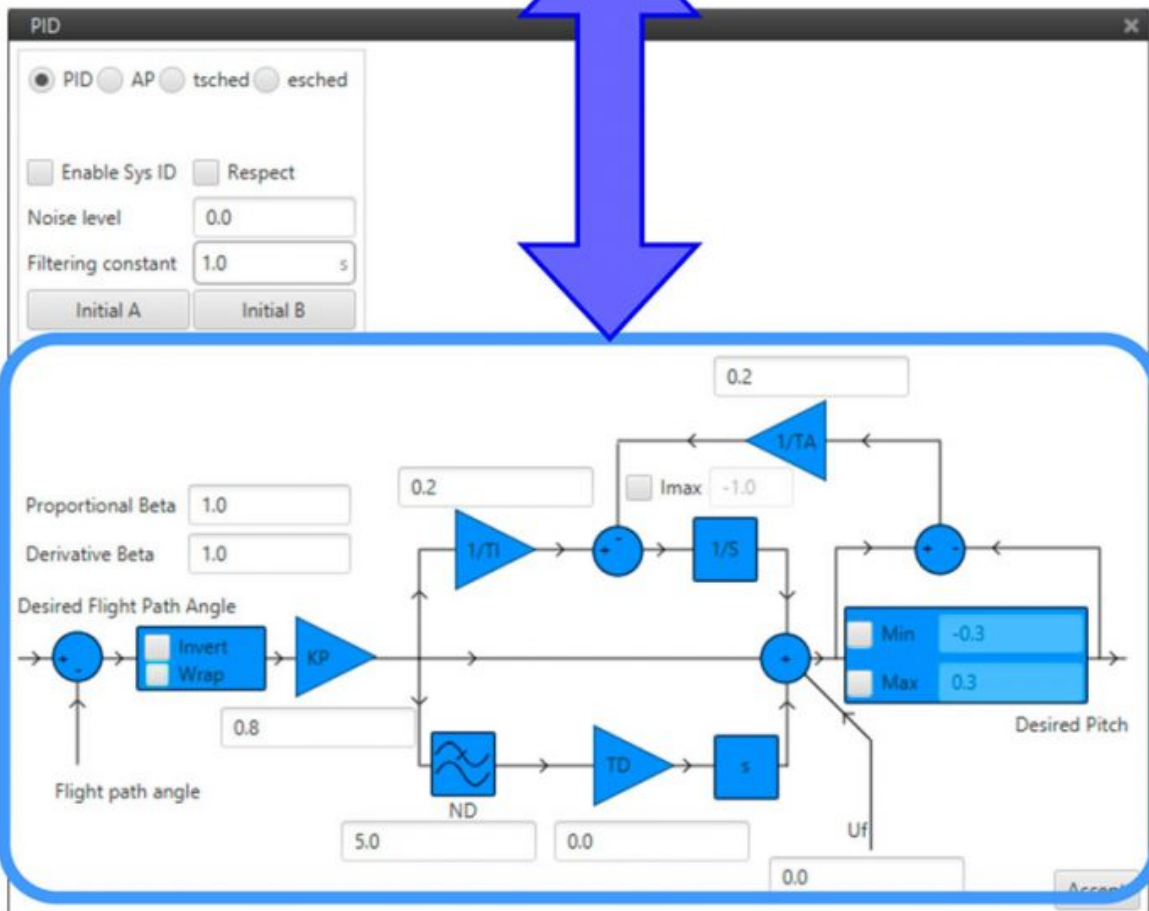 PID
PID AP tsched esched
Enable Sys ID Respect
Noise level 0.0
Filtering constant 1.0 s
Initial A Initial B
0.2
1/TA
0.2
Imax -1.0
Proportional Beta 1.0
Derivative Beta 1.0
1/TI
+ -
1/S
+ -
Desired Flight Path Angle
+ -
Invert
Wrap
KP
+
Min -0.3
Max 0.3
0.8
Desired Pitch
Flight path angle
TD
s
ND
5.0
0.0
Uf
0.0
Accept